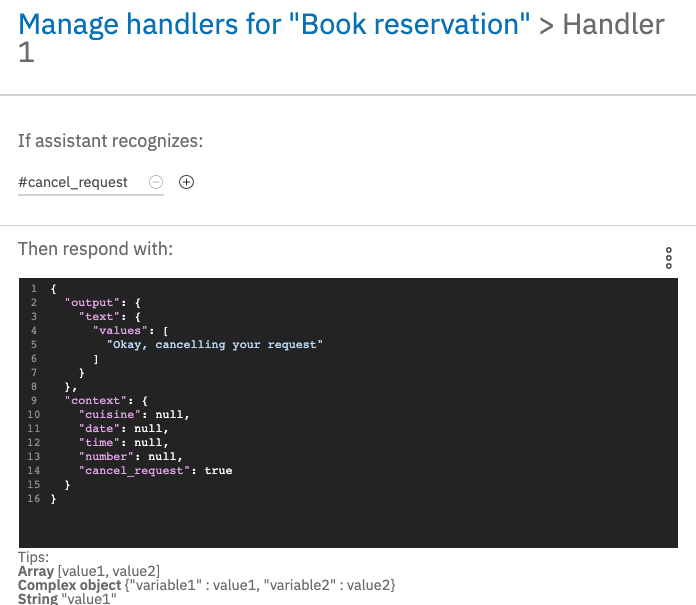 Manage handlers for "Book reservation" > Handler
1
If assistant recognizes:
#cancel_request
Then respond with:
1 {
2 "output": {
3 "text": {
4 "values": [
5 "Okay, cancelling your request"
6 ]
7 }
8 },
9 "context": {
10 "cuisine": null,
11 "date": null,
12 "time": null,
13 "number": null,
14 "cancel_request": true
15 }
16 }
Tips:
Array [value1, value2]
Complex object {"variable1" : value1, "variable2" : value2}
String "value1"